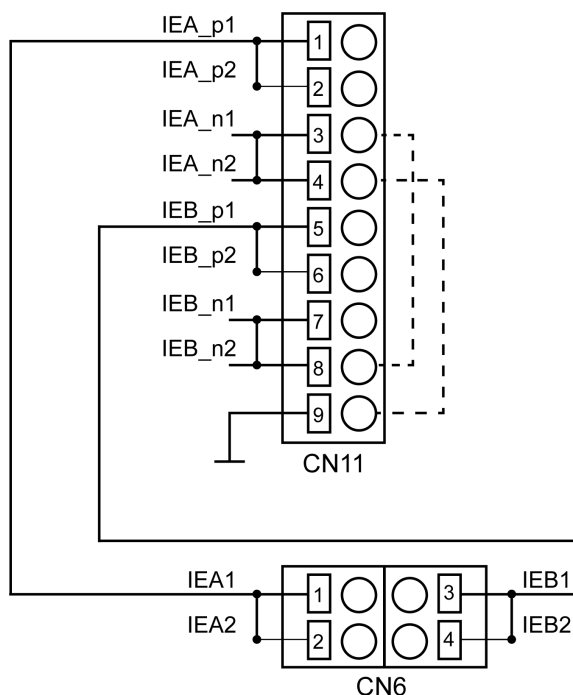 IEA_p1
1
IEA_p2
2
IEA_n1
3
IEA_n2
4
IEB_p1
5
IEB_p2
6
IEB_n1
7
IEB_n2
8
9
CN11
IEA1
1
3
IEB1
IEA2
2
4
IEB2
CN6